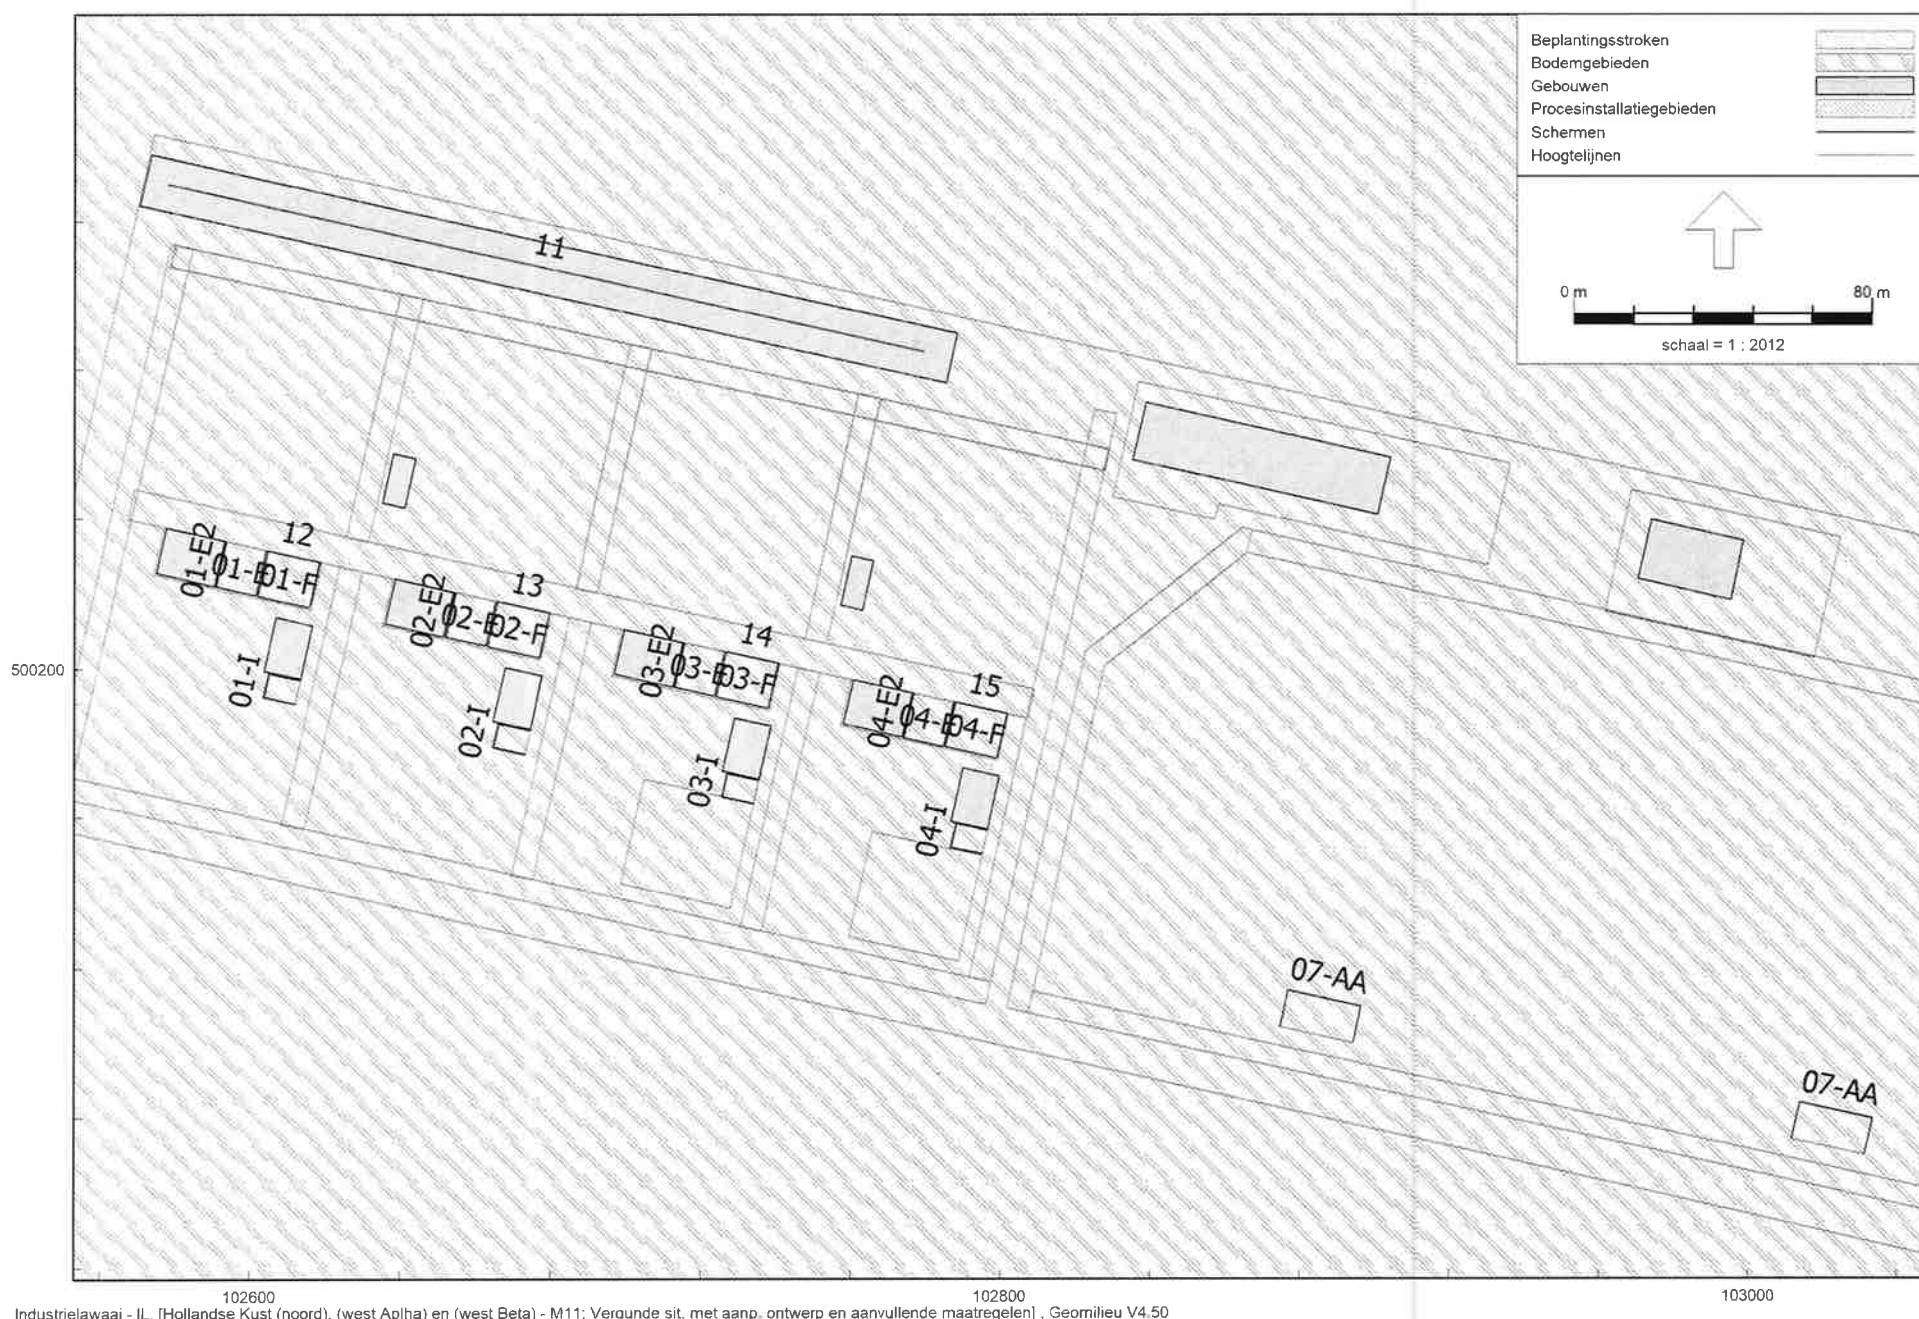 Beplantingsstroken
Bodemgebieden
Gebouwen
Procesinstallatiegebieden
Schermen
Hoogtelijnen
0 m 80 m
schaal = 1 : 2012
11
12
01-E2
01-E
01-F
13
02-E2
02-E
02-F
14
03-E2
03-E
03-F
15
04-E2
04-E
04-F
01-I
02-I
03-I
04-I
500200
07-AA
07-AA
102600 102800 103000
Industrielawaai - IL, [Hollandse Kust (noord), (west Aplha) en (west Beta) - M11: Vergunde sit. met aanp. ontwerp en aanvullende maatregelen] , Geomilieu V4.50